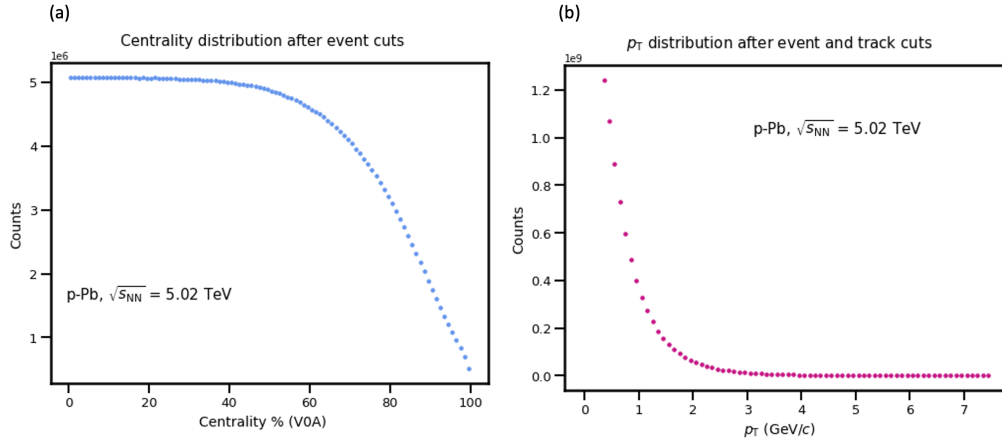 (a)
Centrality distribution after event cuts
1e6
5
4
3
2
1
Counts
p-Pb, √sNN = 5.02 TeV
0 20 40 60 80 100
Centrality % (V0A)
(b)
pT distribution after event and track cuts
1e9
1.2
1.0
0.8
0.6
0.4
0.2
0.0
Counts
p-Pb, √sNN = 5.02 TeV
0 1 2 3 4 5 6 7
pT (GeV/c)